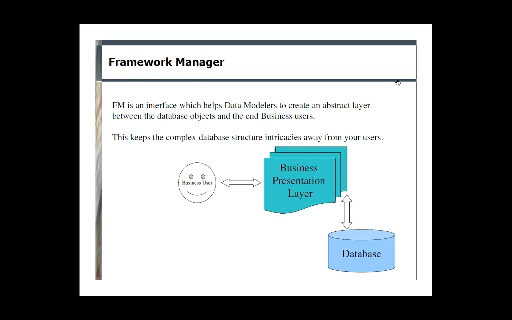 Framework Manager
FM is an interface which helps Data Modelers to create an abstract layer
between the database objects and the end Business users.
This keeps the complex database structure intricacies away from your users.
Business User
Business
Presentation
Layer
Database